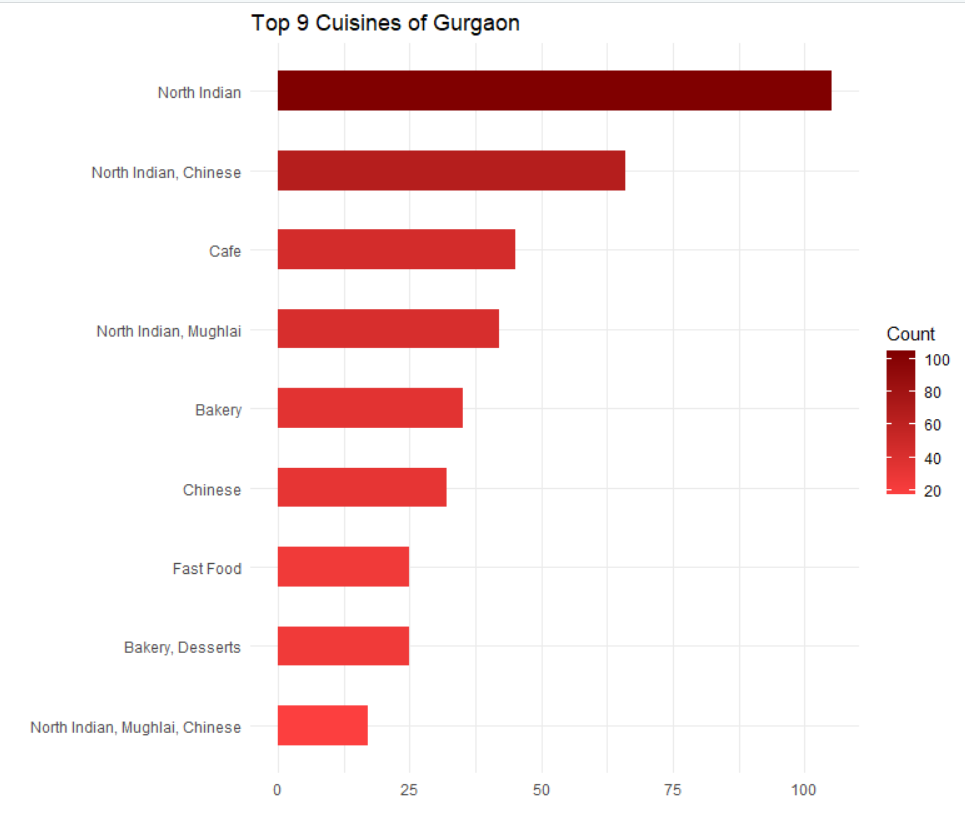 Top 9 Cuisines of Gurgaon
North Indian
North Indian, Chinese
Cafe
North Indian, Mughlai
Bakery
Chinese
Fast Food
Bakery, Desserts
North Indian, Mughlai, Chinese
0 25 50 75 100
Count
100
80
60
40
20